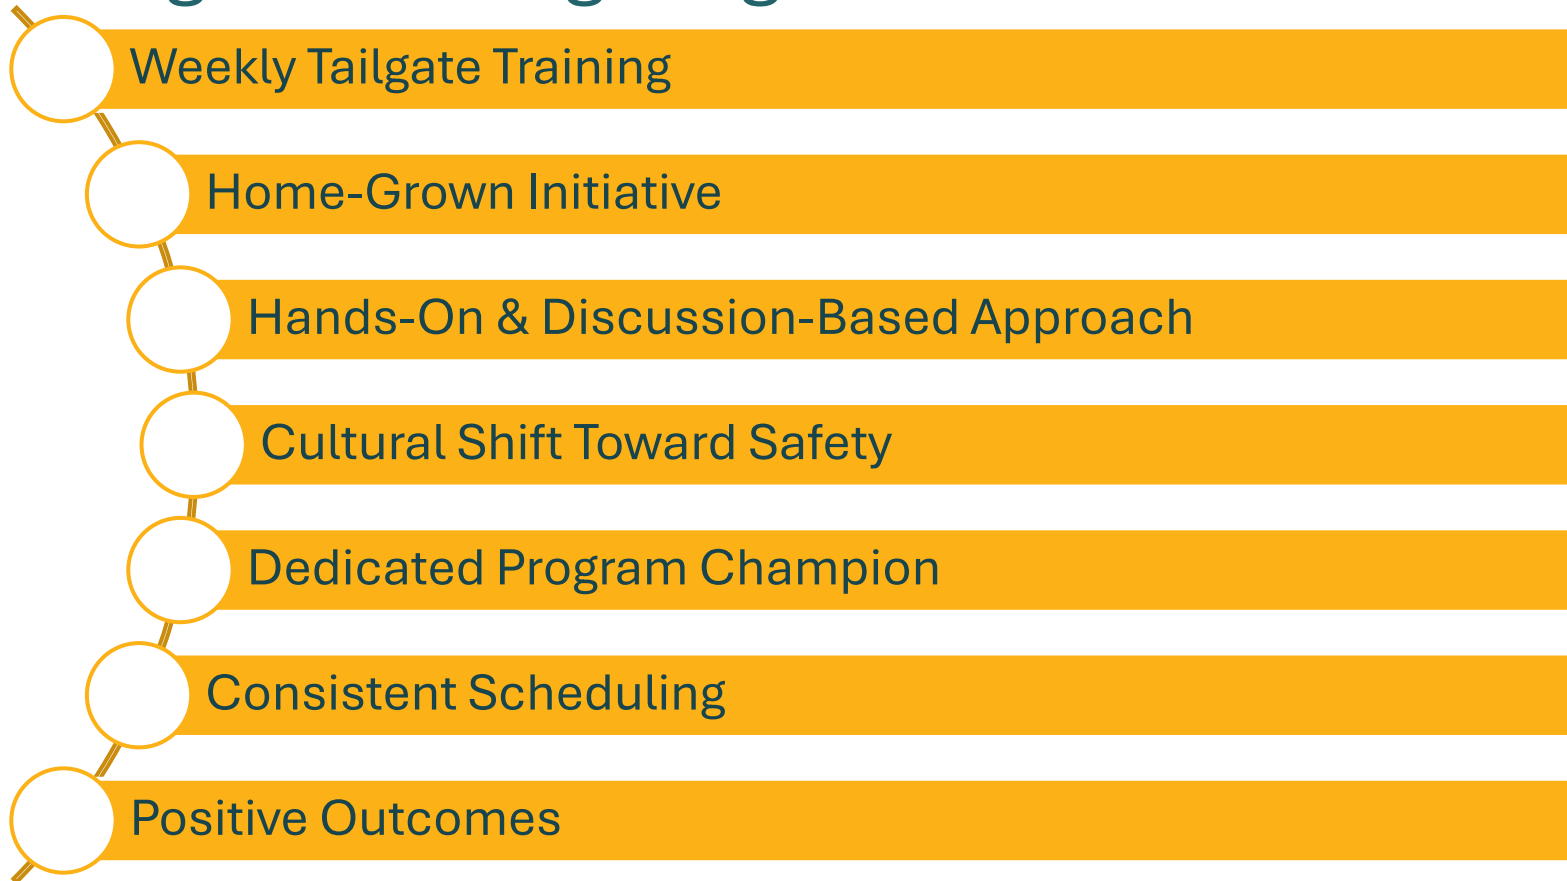 Weekly Tailgate Training
Home-Grown Initiative
Hands-On & Discussion-Based Approach
Cultural Shift Toward Safety
Dedicated Program Champion
Consistent Scheduling
Positive Outcomes